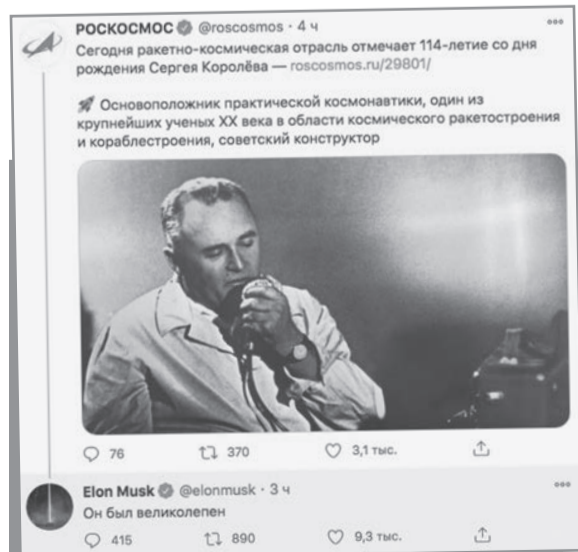 РОСКОСМОС @roscosmos · 4 ч
Сегодня ракетно-космическая отрасль отмечает 114-летие со дня
рождения Сергея Королёва — roscosmos.ru/29801/
🚀 Основоположник практической космонавтики, один из
крупнейших ученых XX века в области космического ракетостроения
и кораблестроения, советский конструктор
76 370 3,1 тыс.
Elon Musk @elonmusk · 3 ч
Он был великолепен
415 890 9,3 тыс.